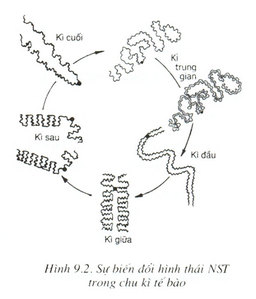 Kì cuối
Kì
trung
gian
Kì sau
Kì đầu
Kì giữa
Hình 9.2. Sự biến đổi hình thái NST
trong chu kì tế bào